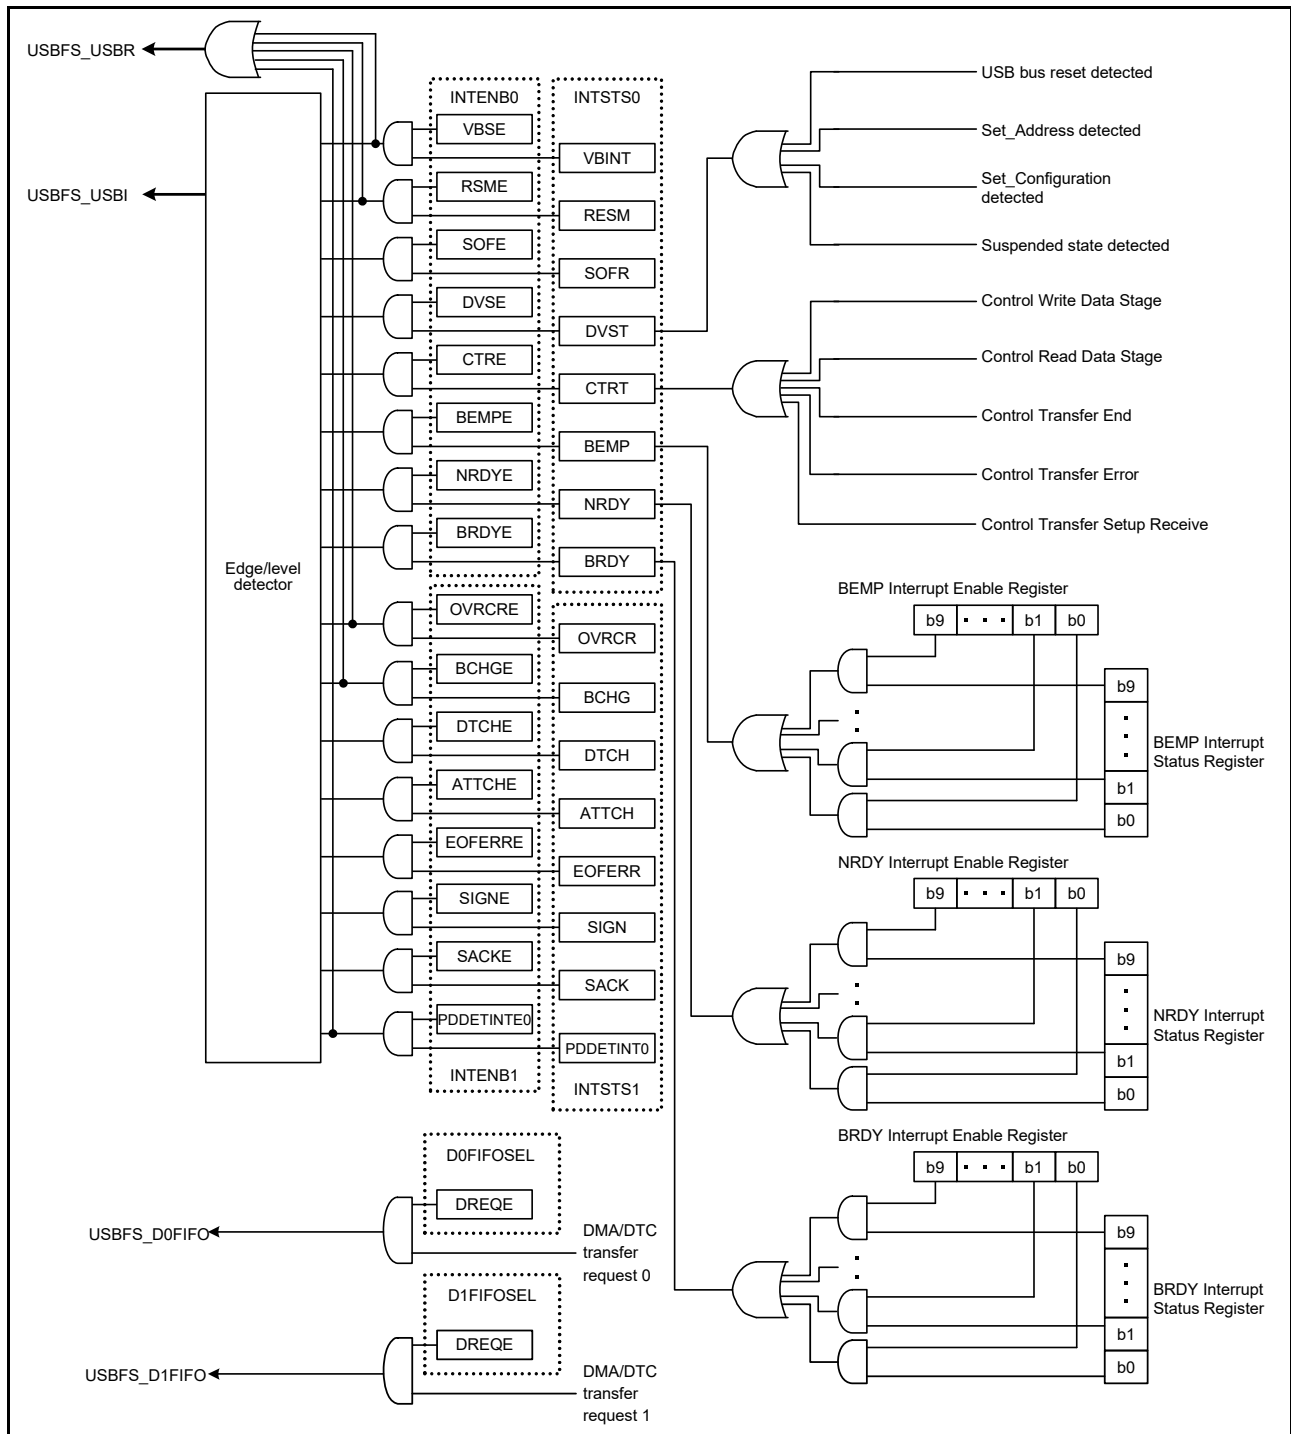 USBFS_USBR
USBFS_USBI
Edge/level
detector
INTENB0
VBSE
RSME
SOFE
DVSE
CTRE
BEMPE
NRDYE
BRDYE
OVRCRE
BCHGE
DTCHE
ATTCHE
EOFERRE
SIGNE
SACKE
PDDETINTE0
INTENB1
INTSTS0
VBINT
RESM
SOFR
DVST
CTRT
BEMP
NRDY
BRDY
OVRCR
BCHG
DTCH
ATTCH
EOFERR
SIGN
SACK
PDDETINT0
INTSTS1
USB bus reset detected
Set_Address detected
Set_Configuration
detected
Suspended state detected
Control Write Data Stage
Control Read Data Stage
Control Transfer End
Control Transfer Error
Control Transfer Setup Receive
BEMP Interrupt Enable Register
b9 · · · b1 b0
b9
BEMP Interrupt
Status Register
b1
b0
NRDY Interrupt Enable Register
b9 · · · b1 b0
b9
NRDY Interrupt
Status Register
b1
b0
BRDY Interrupt Enable Register
b9 · · · b1 b0
b9
BRDY Interrupt
Status Register
b1
b0
D0FIFOSEL
DREQE
USBFS_D0FIFO
DMA/DTC
transfer
request 0
D1FIFOSEL
DREQE
USBFS_D1FIFO
DMA/DTC
transfer
request 1